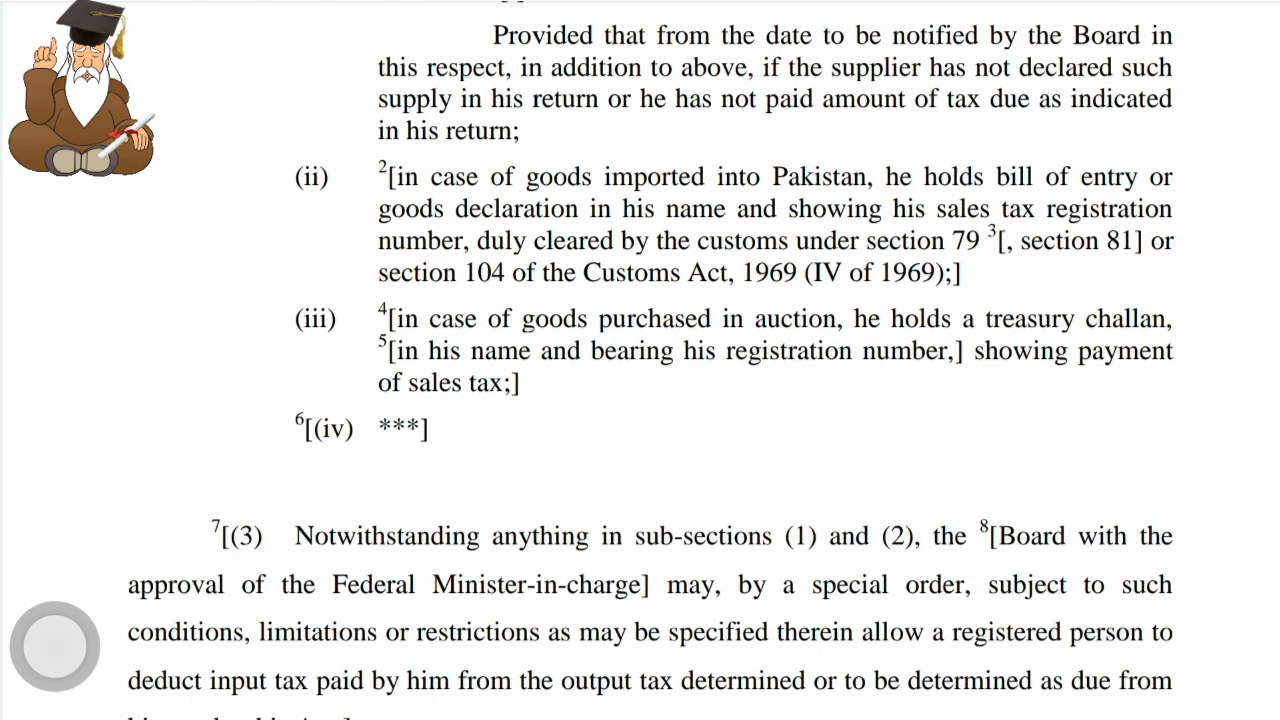 Provided that from the date to be notified by the Board in
this respect, in addition to above, if the supplier has not declared such
supply in his return or he has not paid amount of tax due as indicated
in his return;
(ii) ²[in case of goods imported into Pakistan, he holds bill of entry or
goods declaration in his name and showing his sales tax registration
number, duly cleared by the customs under section 79 ³[, section 81] or
section 104 of the Customs Act, 1969 (IV of 1969);]
(iii) ⁴[in case of goods purchased in auction, he holds a treasury challan,
⁵[in his name and bearing his registration number,] showing payment
of sales tax;]
⁶[(iv) ***]
⁷[(3) Notwithstanding anything in sub-sections (1) and (2), the ⁸[Board with the
approval of the Federal Minister-in-charge] may, by a special order, subject to such
conditions, limitations or restrictions as may be specified therein allow a registered person to
deduct input tax paid by him from the output tax determined or to be determined as due from